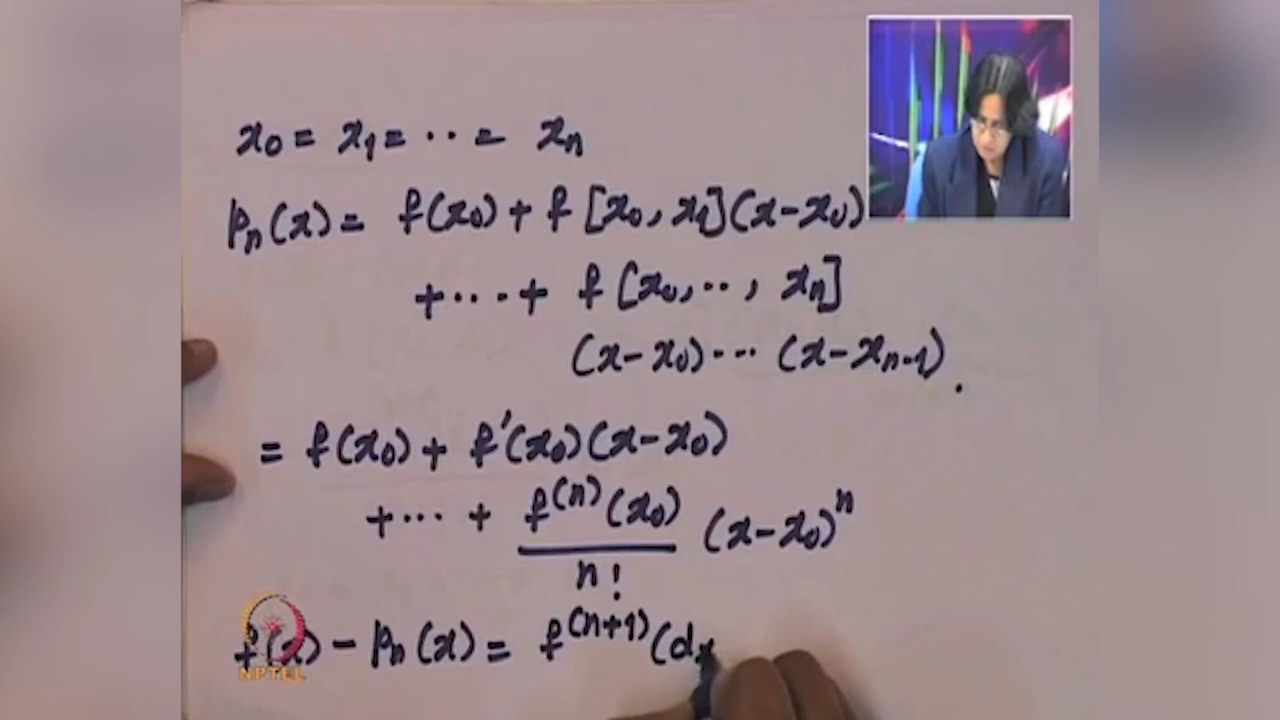 x₀ = x₁ = ·· = xₙ
pₙ(x) = f(x₀) + f[x₀, x₁](x-x₀)
+ ··· + f[x₀, ··, xₙ]
(x-x₀) ··· (x-xₙ₋₁).
= f(x₀) + f'(x₀)(x-x₀)
+ ··· + f⁽ⁿ⁾(x₀)/n! (x-x₀)ⁿ
f(x) - pₙ(x) = f⁽ⁿ⁺¹⁾(dₓ
NPTEL